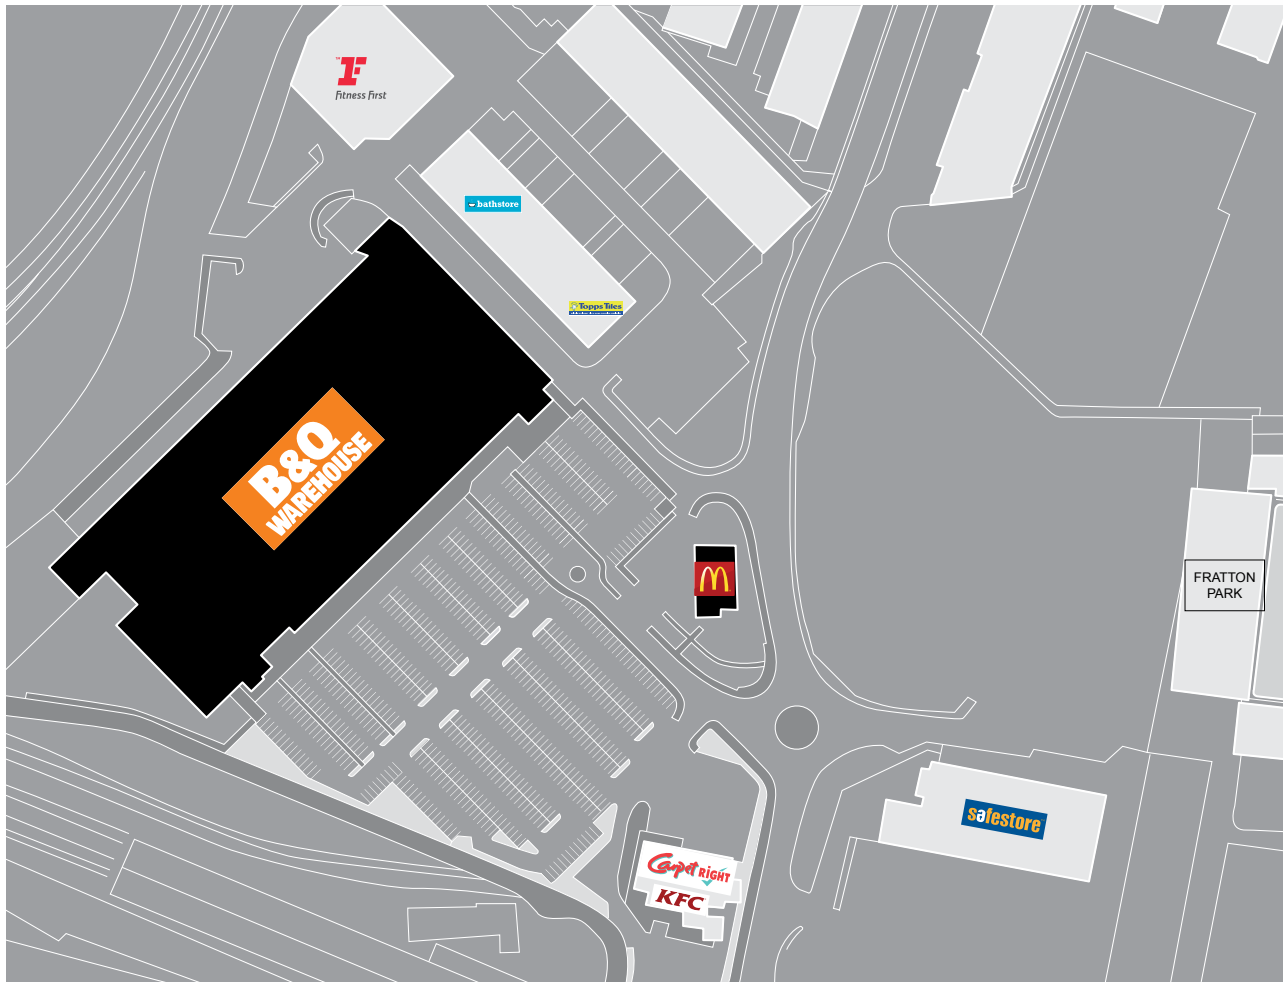 fitness first
bathstore
Topps Tiles
B&Q
WAREHOUSE
FRATTON
PARK
safestore
Carpet RIGHT
KFC